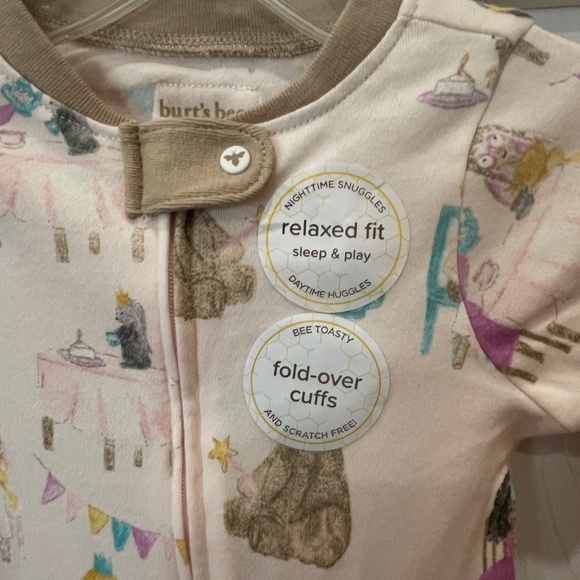 burt's bee
NIGHTTIME SNUGGLES
relaxed fit
sleep & play
DAYTIME HUGGLES
BEE TOASTY
fold-over
cuffs
AND SCRATCH FREE!